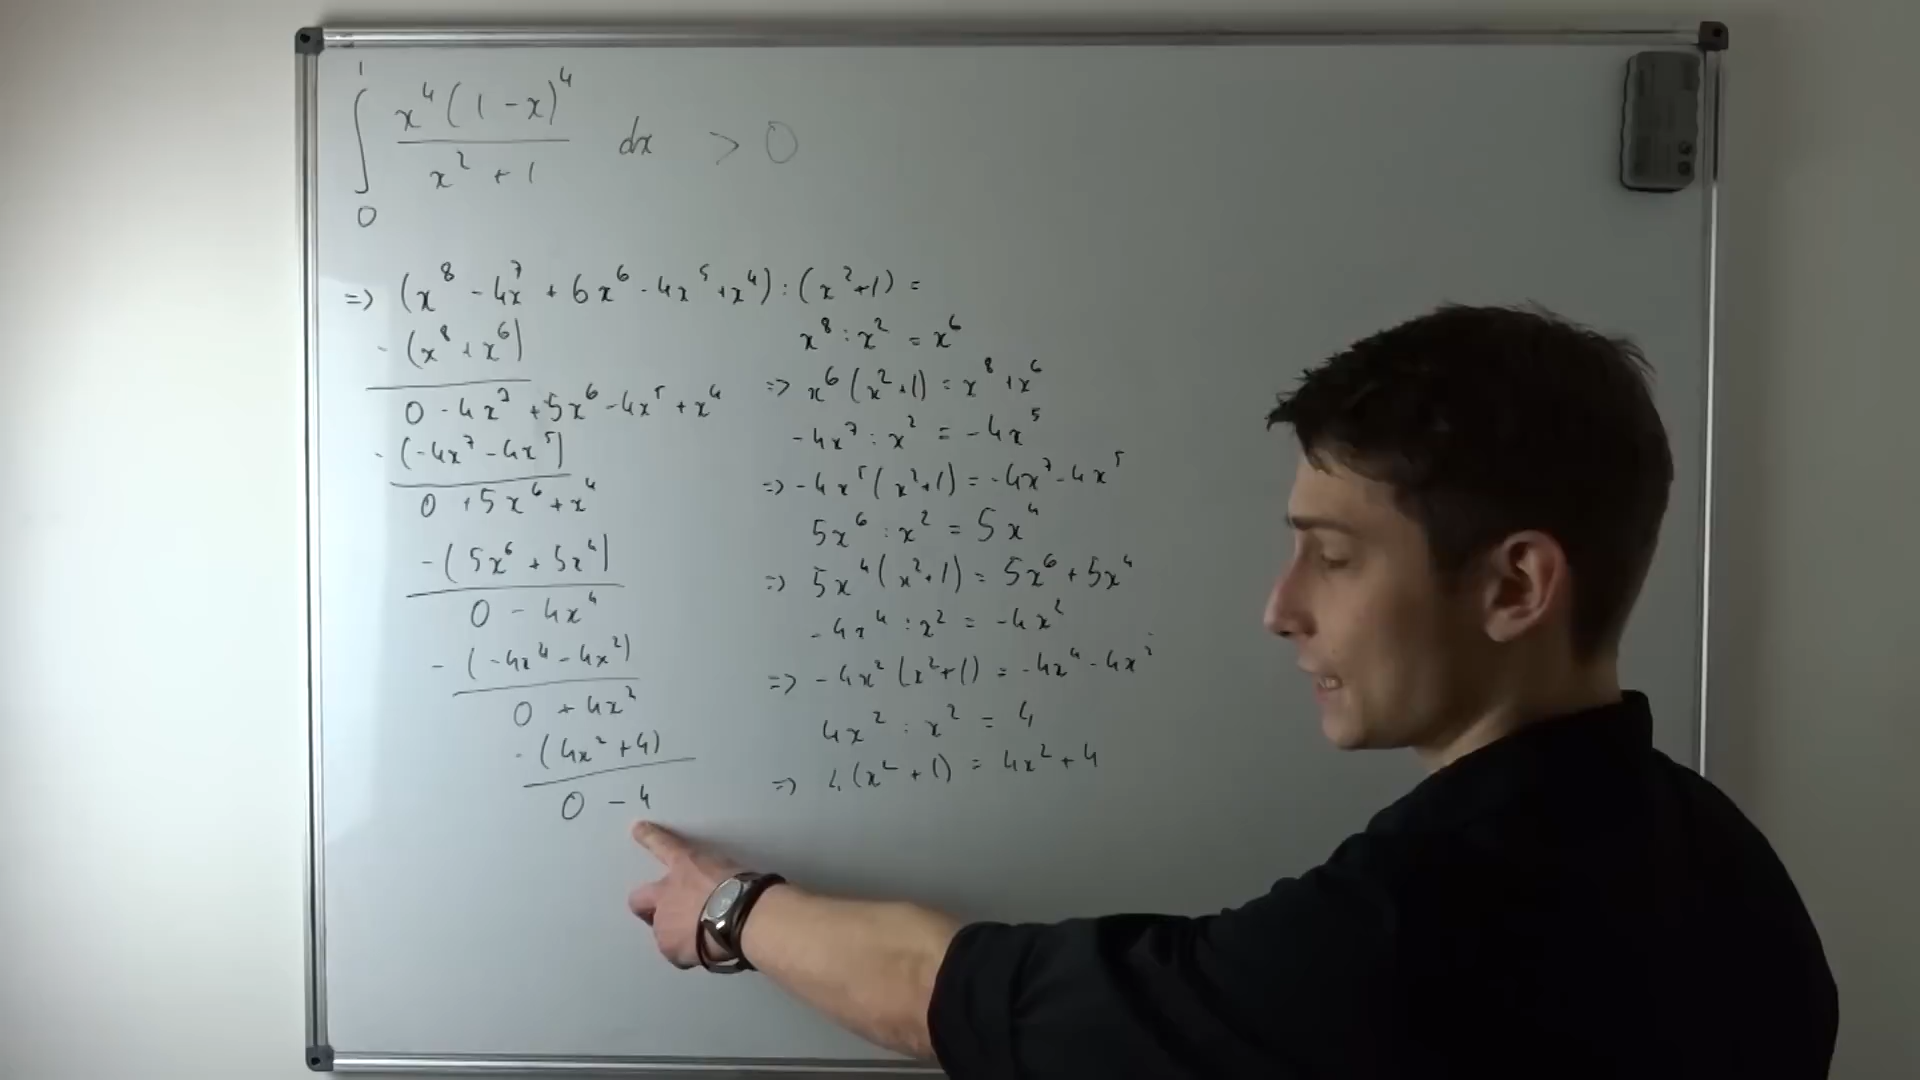 ∫₀¹ x⁴(1-x)⁴ / x² + 1 dx > 0
=> (x⁸ - 4x⁷ + 6x⁶ - 4x⁵ + x⁴) : (x²+1) =
- (x⁸ + x⁶)
0 - 4x⁷ + 5x⁶ - 4x⁵ + x⁴
- (-4x⁷ - 4x⁵)
0 + 5x⁶ + x⁴
- (5x⁶ + 5x⁴)
0 - 4x⁴
- (-4x⁴ - 4x²)
0 + 4x²
- (4x² + 4)
0 - 4
x⁸ : x² = x⁶
=> x⁶(x²+1) = x⁸ + x⁶
-4x⁷ : x² = -4x⁵
=> -4x⁵(x²+1) = -4x⁷ - 4x⁵
5x⁶ : x² = 5x⁴
=> 5x⁴(x²+1) = 5x⁶ + 5x⁴
-4x⁴ : x² = -4x²
=> -4x²(x²+1) = -4x⁴ - 4x²
4x² : x² = 4
=> 4(x² + 1) = 4x² + 4